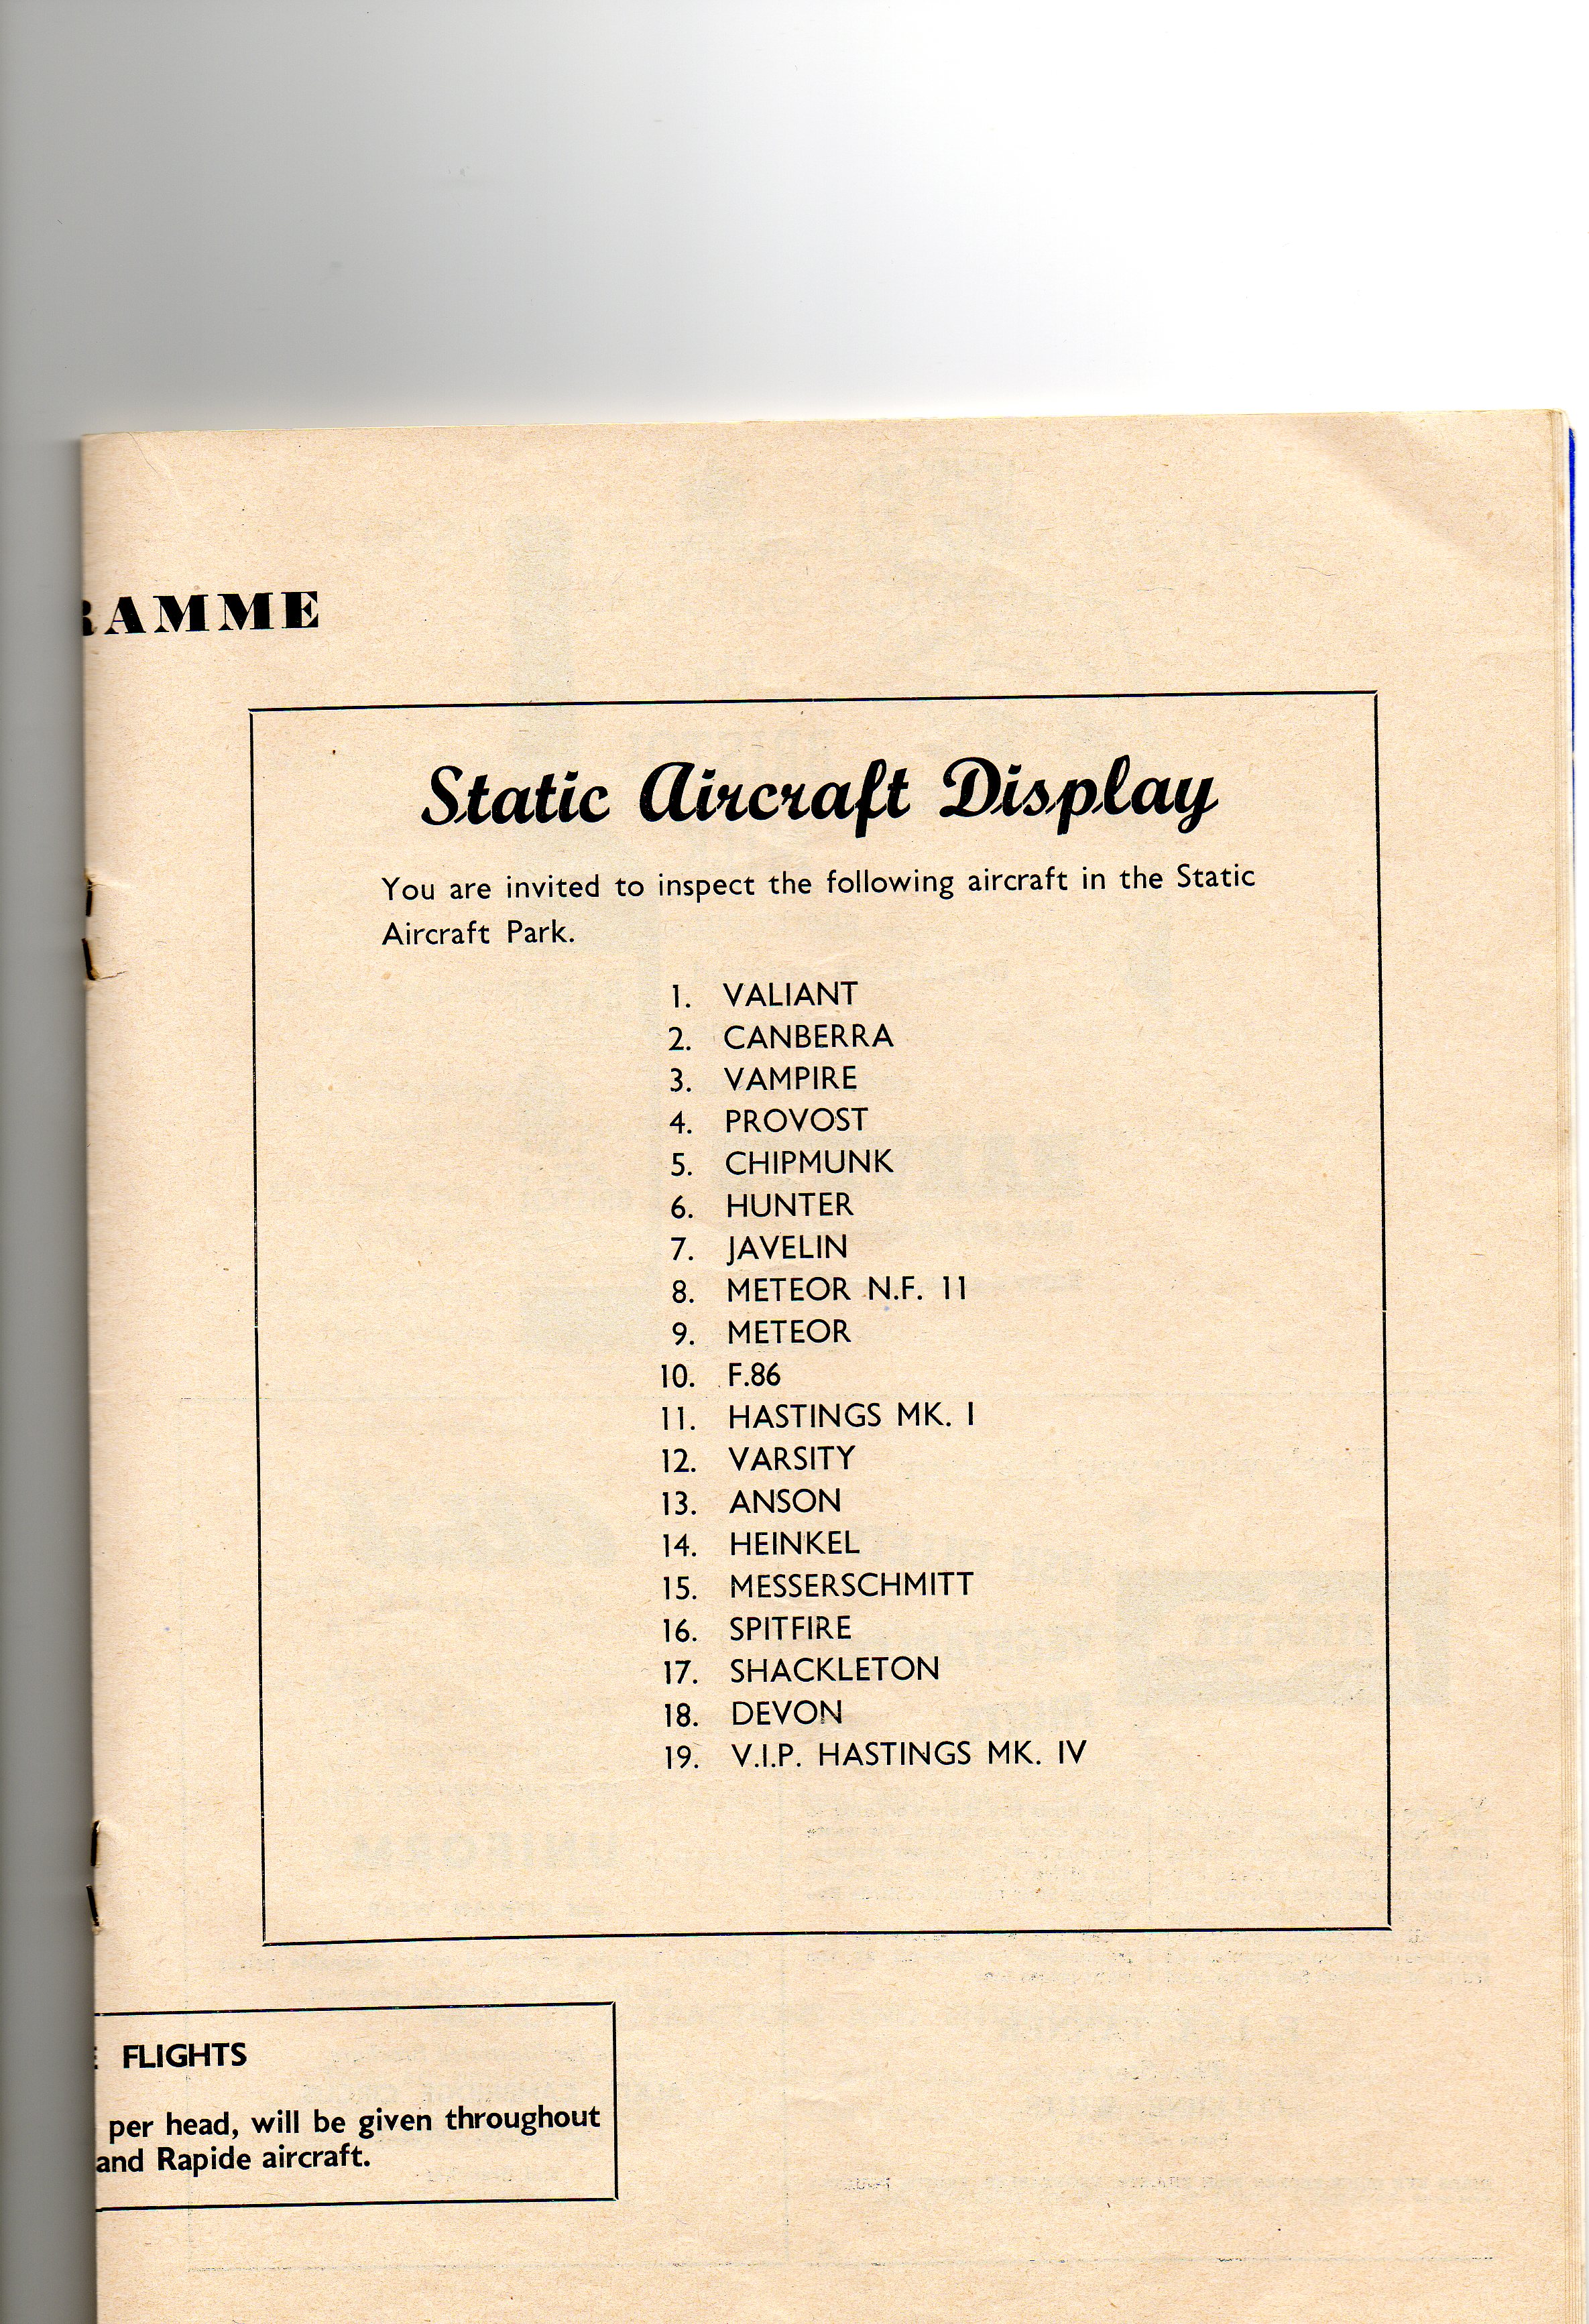 RAMME
Static Aircraft Display
You are invited to inspect the following aircraft in the Static
Aircraft Park.
1. VALIANT
2. CANBERRA
3. VAMPIRE
4. PROVOST
5. CHIPMUNK
6. HUNTER
7. JAVELIN
8. METEOR N.F. 11
9. METEOR
10. F.86
11. HASTINGS MK. I
12. VARSITY
13. ANSON
14. HEINKEL
15. MESSERSCHMITT
16. SPITFIRE
17. SHACKLETON
18. DEVON
19. V.I.P. HASTINGS MK. IV
FLIGHTS
per head, will be given throughout
and Rapide aircraft.